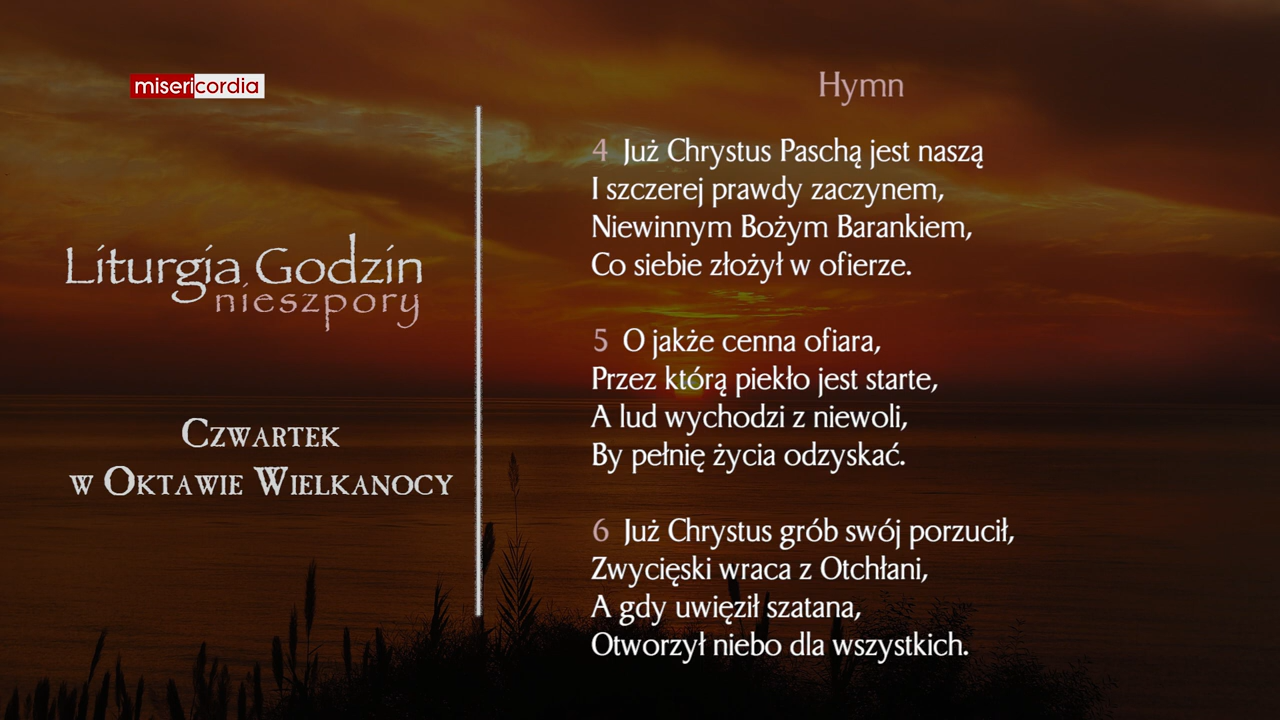 misericordia
Liturgia Godzin
nieszpory
Czwartek
w Oktawie Wielkanocy
Hymn
4 Już Chrystus Paschą jest naszą
I szczerej prawdy zaczynem,
Niewinnym Bożym Barankiem,
Co siebie złożył w ofierze.
5 O jakże cenna ofiara,
Przez którą piekło jest starte,
A lud wychodzi z niewoli,
By pełnię życia odzyskać.
6 Już Chrystus grób swój porzucił,
Zwycięski wraca z Otchłani,
A gdy uwięził szatana,
Otworzył niebo dla wszystkich.